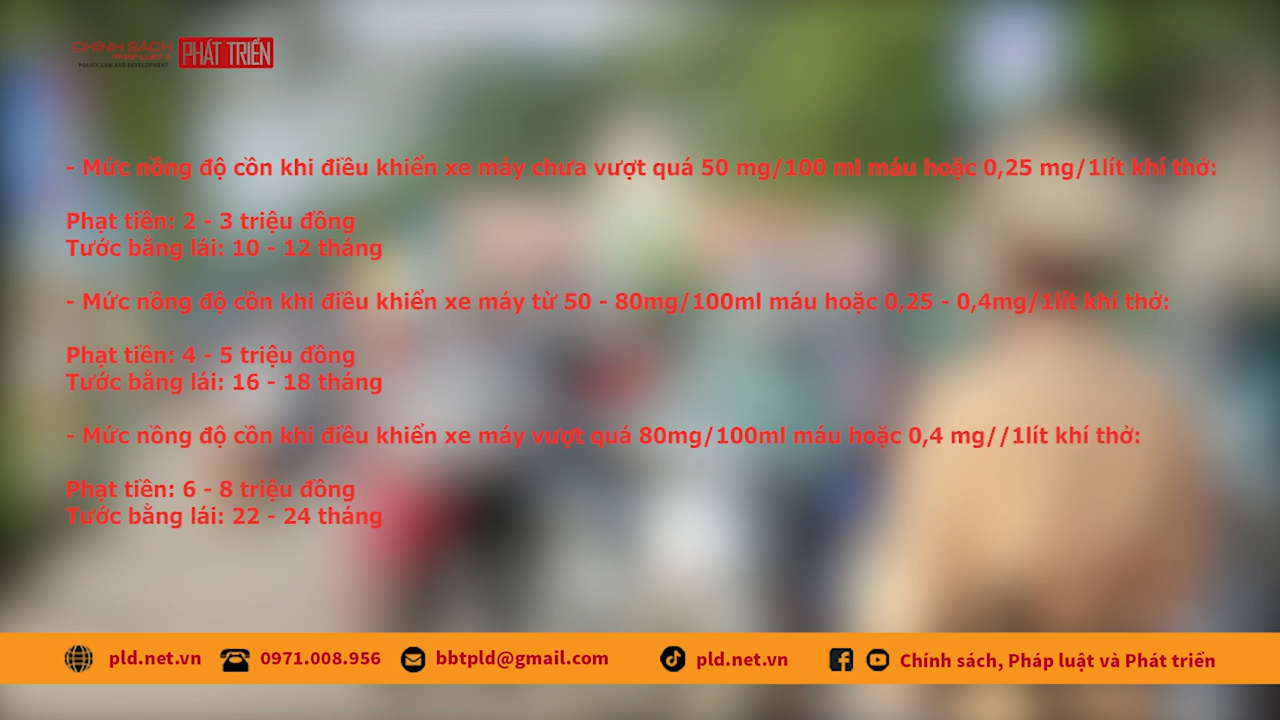 CHÍNH SÁCH
PHÁP LUẬT &
PHÁT TRIỂN
POLICY, LAW AND DEVELOPMENT
- Mức nồng độ cồn khi điều khiển xe máy chưa vượt quá 50 mg/100 ml máu hoặc 0,25 mg/1lít khí thở:
Phạt tiền: 2 - 3 triệu đồng
Tước bằng lái: 10 - 12 tháng
- Mức nồng độ cồn khi điều khiển xe máy từ 50 - 80mg/100ml máu hoặc 0,25 - 0,4mg/1lít khí thở:
Phạt tiền: 4 - 5 triệu đồng
Tước bằng lái: 16 - 18 tháng
- Mức nồng độ cồn khi điều khiển xe máy vượt quá 80mg/100ml máu hoặc 0,4 mg//1lít khí thở:
Phạt tiền: 6 - 8 triệu đồng
Tước bằng lái: 22 - 24 tháng
pld.net.vn 0971.008.956 bbtpld@gmail.com pld.net.vn Chính sách, Pháp luật và Phát triển